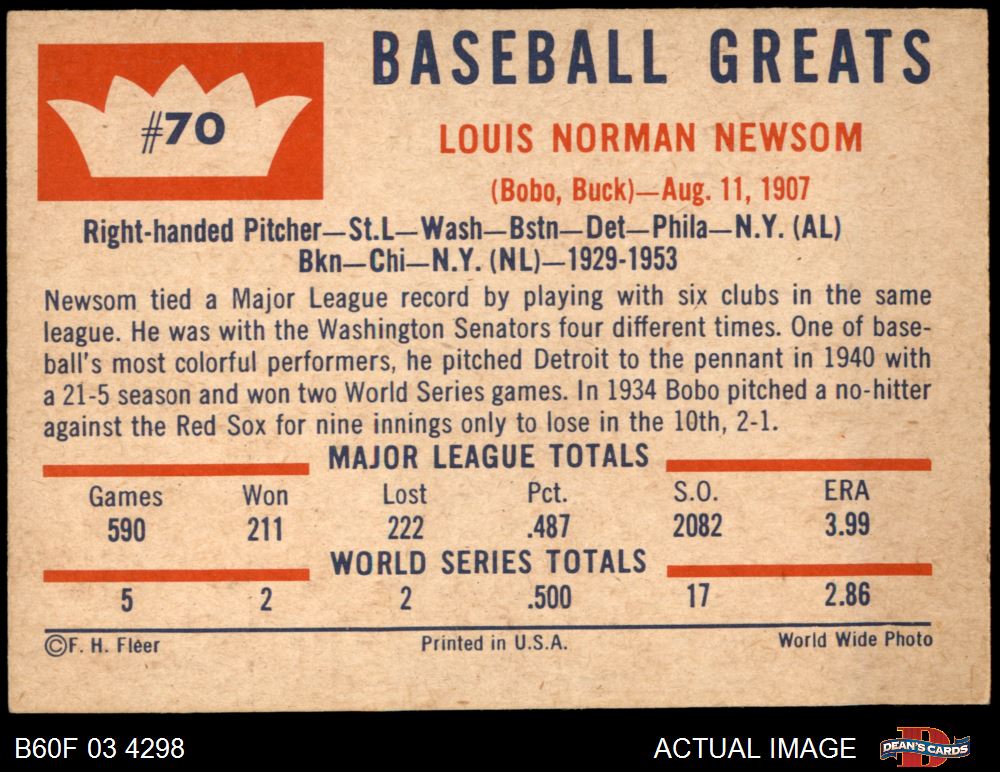 #70
BASEBALL GREATS
LOUIS NORMAN NEWSOM
(Bobo, Buck)—Aug. 11, 1907
Right-handed Pitcher—St.L—Wash—Bstn—Det—Phila—N.Y. (AL)
Bkn—Chi—N.Y. (NL)—1929-1953
Newsom tied a Major League record by playing with six clubs in the same
league. He was with the Washington Senators four different times. One of base-
ball's most colorful performers, he pitched Detroit to the pennant in 1940 with
a 21-5 season and won two World Series games. In 1934 Bobo pitched a no-hitter
against the Red Sox for nine innings only to lose in the 10th, 2-1.
MAJOR LEAGUE TOTALS
Games Won Lost Pct. S.O. ERA
590 211 222 .487 2082 3.99
WORLD SERIES TOTALS
5 2 2 .500 17 2.86
©F. H. Fleer Printed in U.S.A. World Wide Photo
B60F 03 4298 ACTUAL IMAGE D DEAN'S CARDS